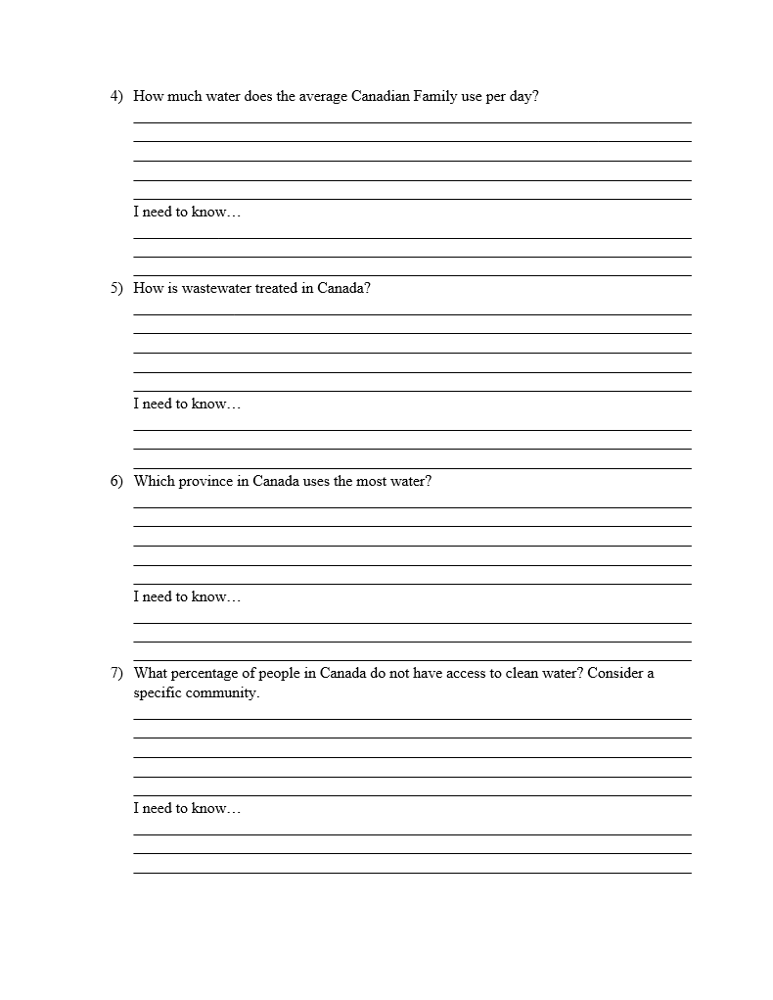 4) How much water does the average Canadian Family use per day?
I need to know…
5) How is wastewater treated in Canada?
I need to know…
6) Which province in Canada uses the most water?
I need to know…
7) What percentage of people in Canada do not have access to clean water? Consider a
specific community.
I need to know…